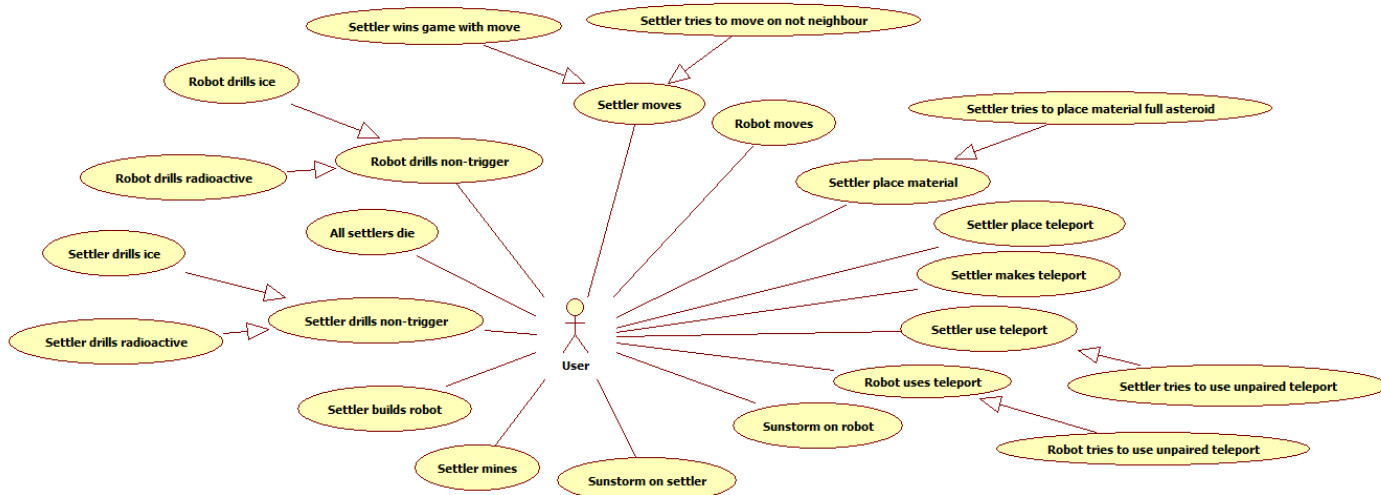 Settler wins game with move
Settler tries to move on not neighbour
Robot drills ice
Settler moves
Robot moves
Settler tries to place material full asteroid
Robot drills non-trigger
Robot drills radioactive
Settler place material
All settlers die
Settler place teleport
Settler drills ice
Settler makes teleport
Settler drills non-trigger
Settler use teleport
Settler drills radioactive
User
Robot uses teleport
Settler tries to use unpaired teleport
Settler builds robot
Sunstorm on robot
Robot tries to use unpaired teleport
Settler mines
Sunstorm on settler